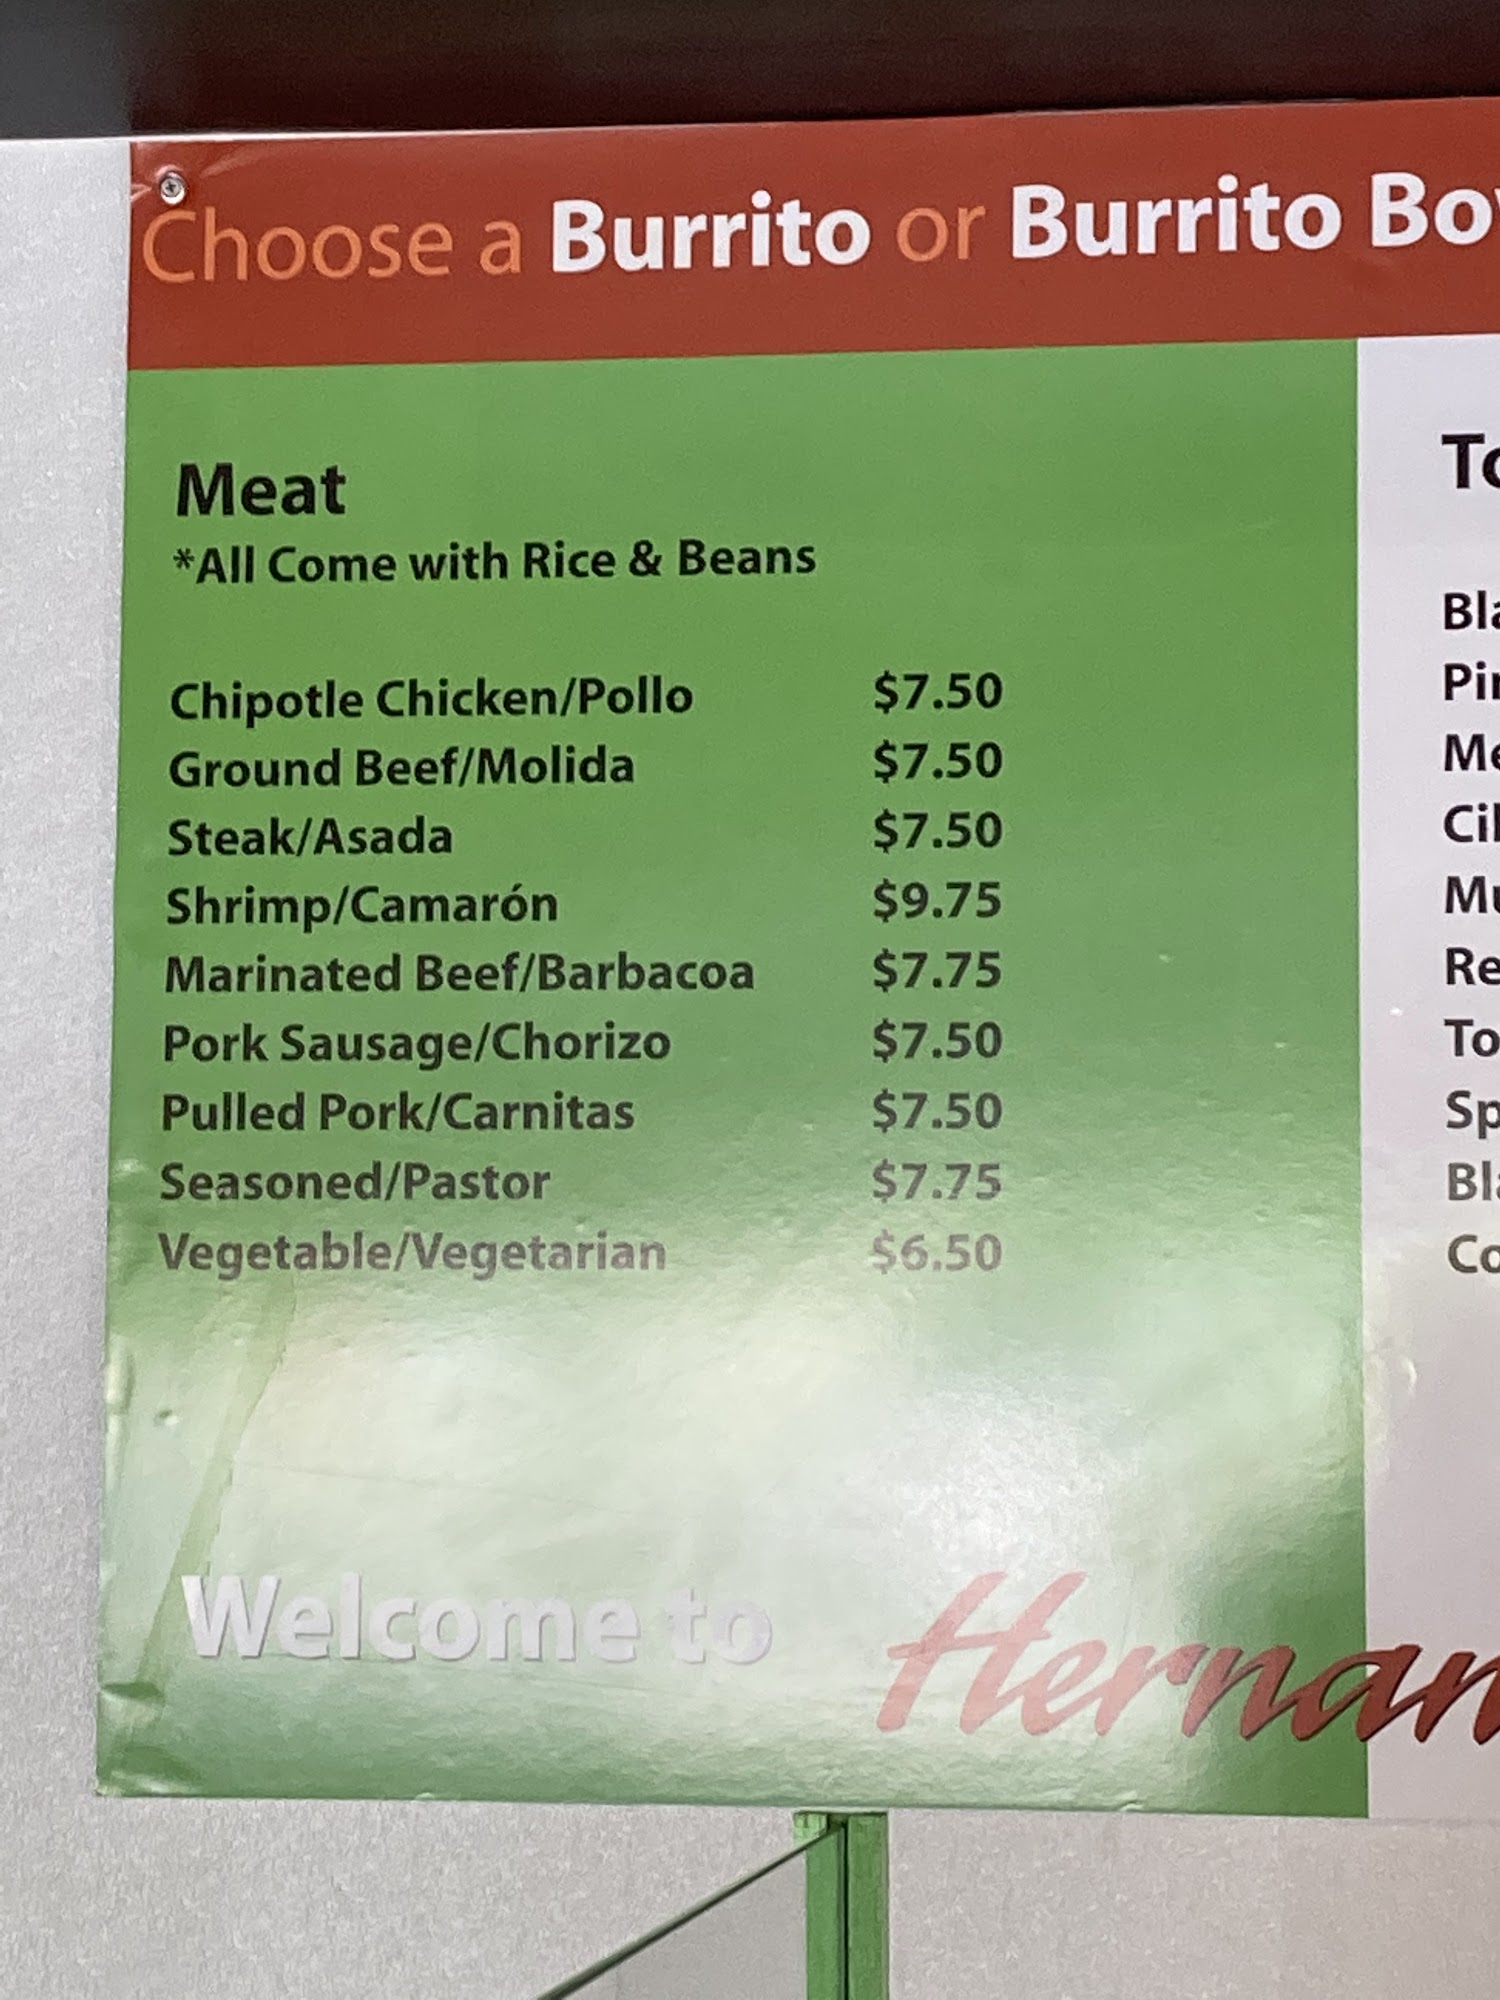 Choose a Burrito or Burrito
Meat
*All Come with Rice & Beans
Chipotle Chicken/Pollo $7.50
Ground Beef/Molida $7.50
Steak/Asada $7.50
Shrimp/Camarón $9.75
Marinated Beef/Barbacoa $7.75
Pork Sausage/Chorizo $7.50
Pulled Pork/Carnitas $7.50
Seasoned/Pastor $7.75
Vegetable/Vegetarian $6.50
Welcome to Hernan